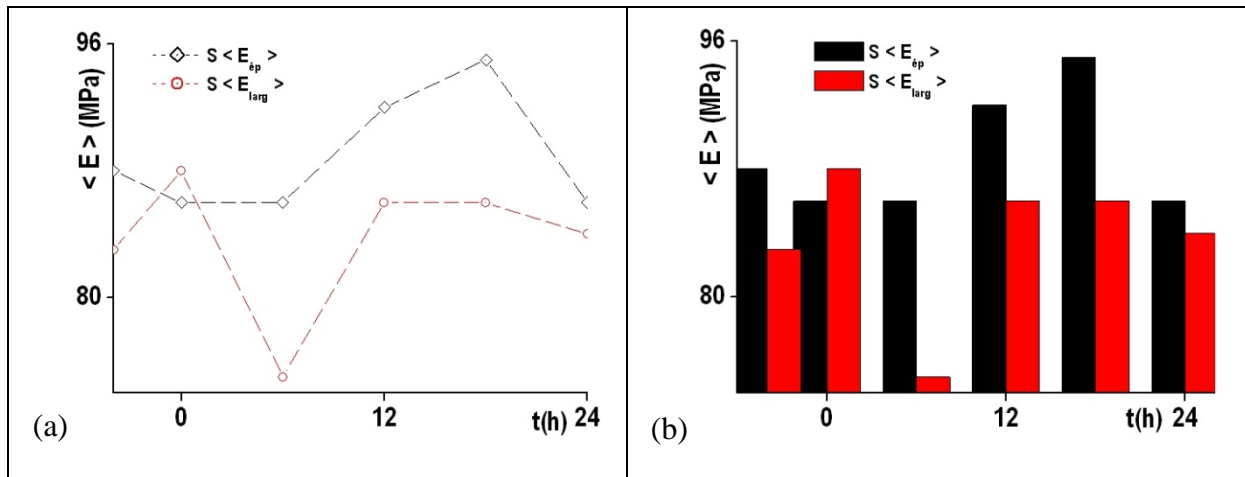 96
S < E_ép >
S < E_larg >
< E > (MPa)
80
0
12
t(h)
24
(a)
96
S < E_ép >
S < E_larg >
< E > (MPa)
80
0
12
t(h)
24
(b)